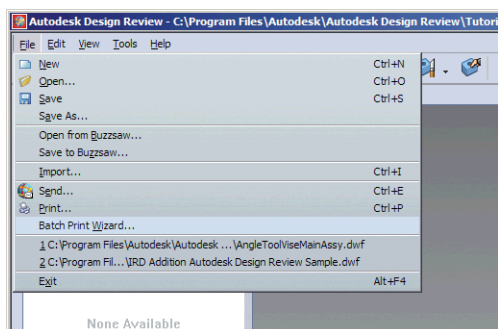 Autodesk Design Review - C:\Program Files\Autodesk\Autodesk Design Review\Tutori
File Edit View Tools Help
New Ctrl+N
Open... Ctrl+O
Save Ctrl+S
Save As...
Open from Buzzsaw...
Save to Buzzsaw...
Import... Ctrl+I
Send... Ctrl+E
Print... Ctrl+P
Batch Print Wizard...
1 C:\Program Files\Autodesk\Autodesk ...\AngleToolViseMainAssy.dwf
2 C:\Program Fil...\IRD Addition Autodesk Design Review Sample.dwf
Exit Alt+F4
None Available